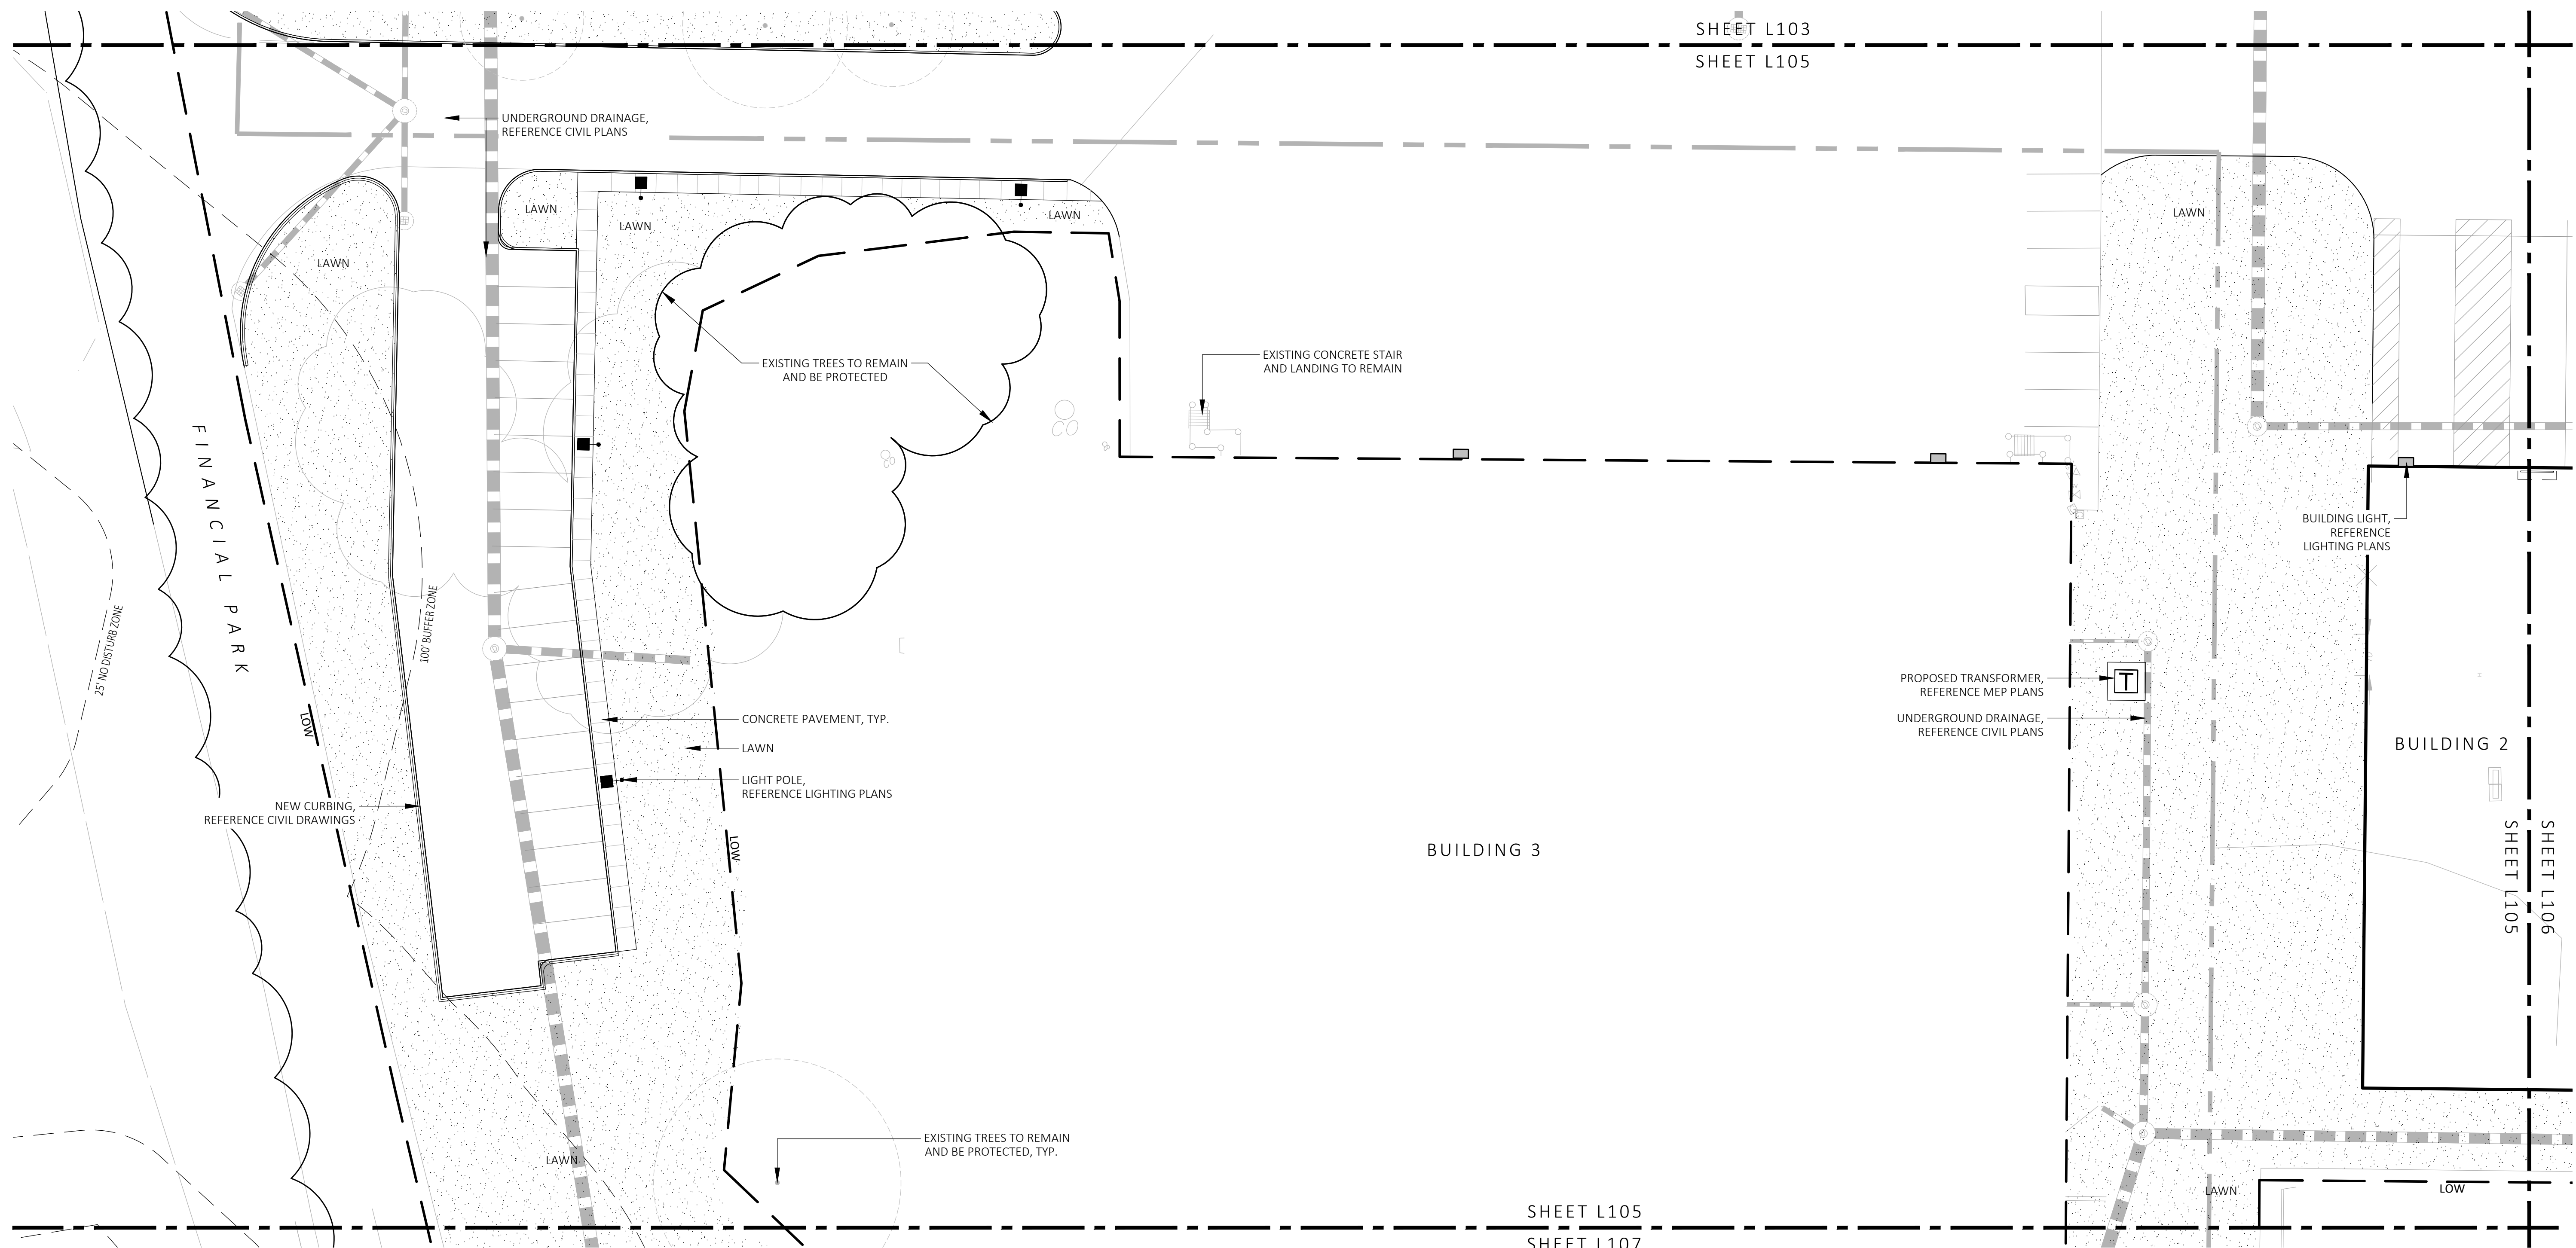 SHEET L103
SHEET L105
UNDERGROUND DRAINAGE,
REFERENCE CIVIL PLANS
LAWN
LAWN
LAWN
LAWN
LAWN
EXISTING TREES TO REMAIN
AND BE PROTECTED
EXISTING CONCRETE STAIR
AND LANDING TO REMAIN
FINANCIAL PARK
BUILDING LIGHT,
REFERENCE
LIGHTING PLANS
25' NO DISTURB ZONE
100' BUFFER ZONE
PROPOSED TRANSFORMER,
REFERENCE MEP PLANS
T
UNDERGROUND DRAINAGE,
REFERENCE CIVIL PLANS
LOW
CONCRETE PAVEMENT, TYP.
LAWN
LIGHT POLE,
REFERENCE LIGHTING PLANS
BUILDING 2
NEW CURBING,
REFERENCE CIVIL DRAWINGS
LOW
BUILDING 3
SHEET L105
SHEET L106
EXISTING TREES TO REMAIN
AND BE PROTECTED, TYP.
LAWN
LAWN
LOW
SHEET L105
SHEET L107